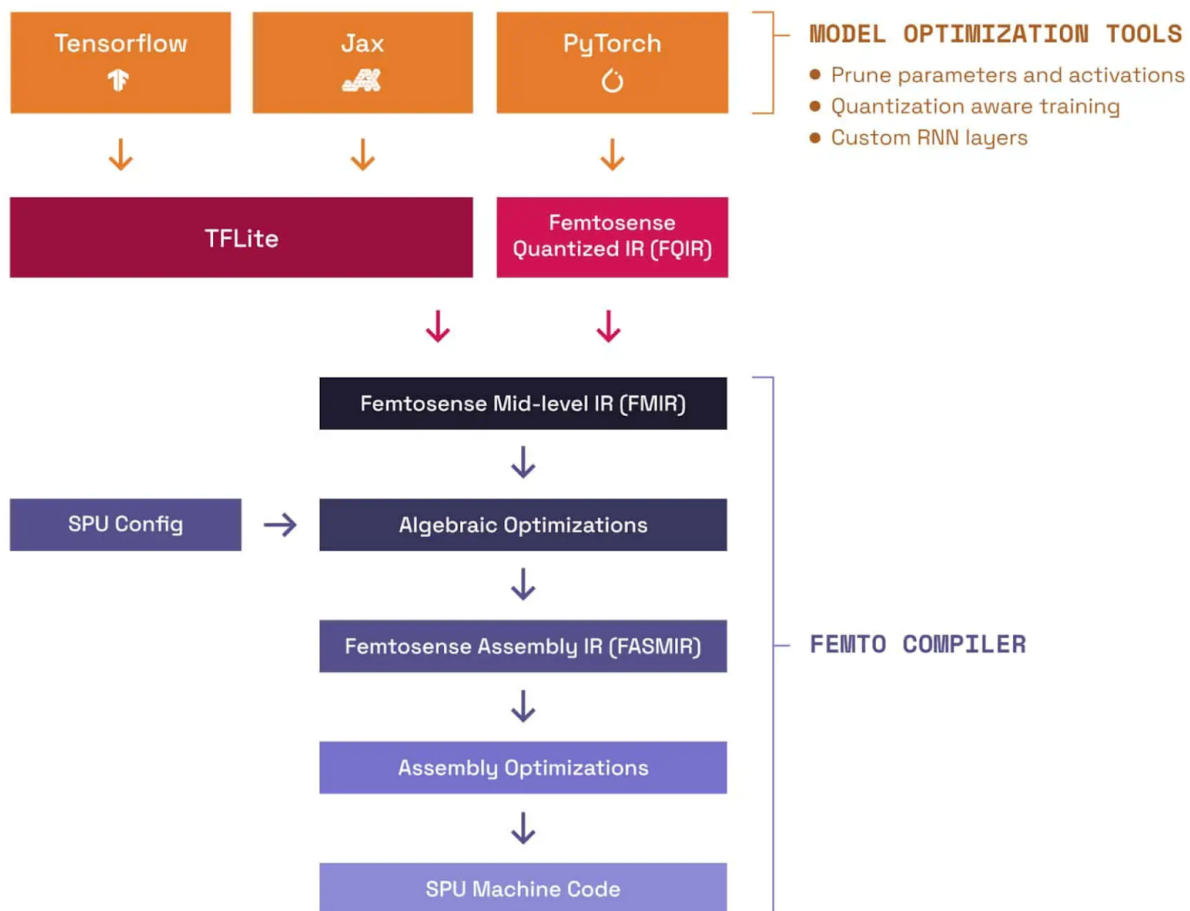 Tensorflow
Jax
PyTorch
MODEL OPTIMIZATION TOOLS
Prune parameters and activations
Quantization aware training
Custom RNN layers
TFLite
Femtosense
Quantized IR (FQIR)
Femtosense Mid-level IR (FMIR)
SPU Config
Algebraic Optimizations
Femtosense Assembly IR (FASMIR)
FEMTO COMPILER
Assembly Optimizations
SPU Machine Code